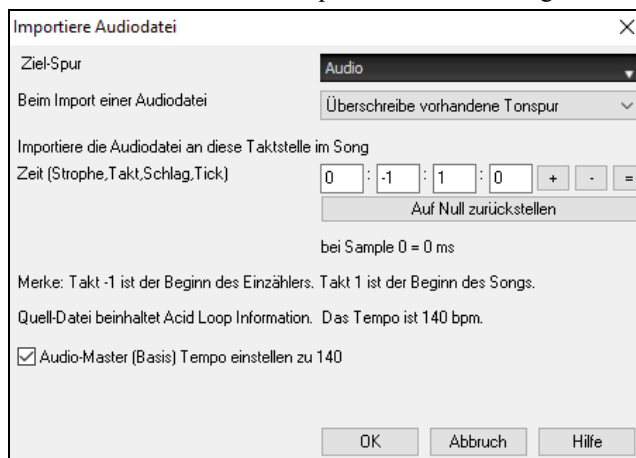 Importiere Audiodatei
Ziel-Spur Audio
Beim Import einer Audiodatei Überschreibe vorhandene Tonspur
Importiere die Audiodatei an diese Taktstelle im Song
Zeit (Strophe,Takt,Schlag,Tick) 0 : -1 : 1 : 0 + - =
Auf Null zurückstellen
bei Sample 0 = 0 ms
Merke: Takt -1 ist der Beginn des Einzählers. Takt 1 ist der Beginn des Songs.
Quell-Datei beinhaltet Acid Loop Information. Das Tempo ist 140 bpm.
Audio-Master (Basis) Tempo einstellen zu 140
OK Abbruch Hilfe